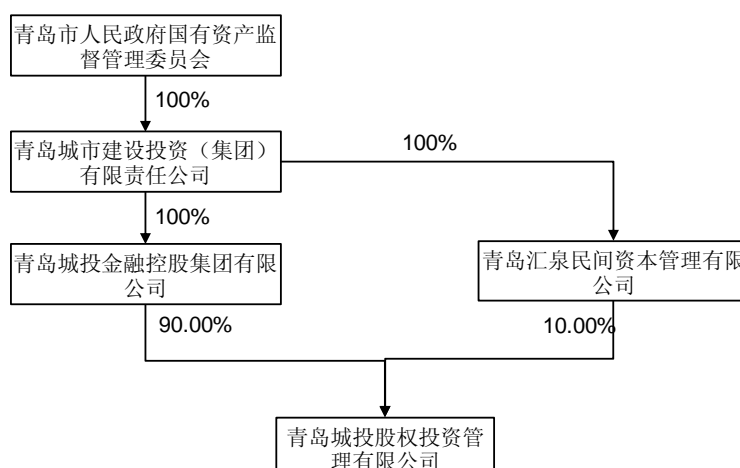 青岛市人民政府国有资产监
督管理委员会
100%
青岛城市建设投资（集团）
有限责任公司
100%
100%
青岛城投金融控股集团有限
公司
青岛汇泉民间资本管理有限
公司
90.00%
10.00%
青岛城投股权投资管
理有限公司